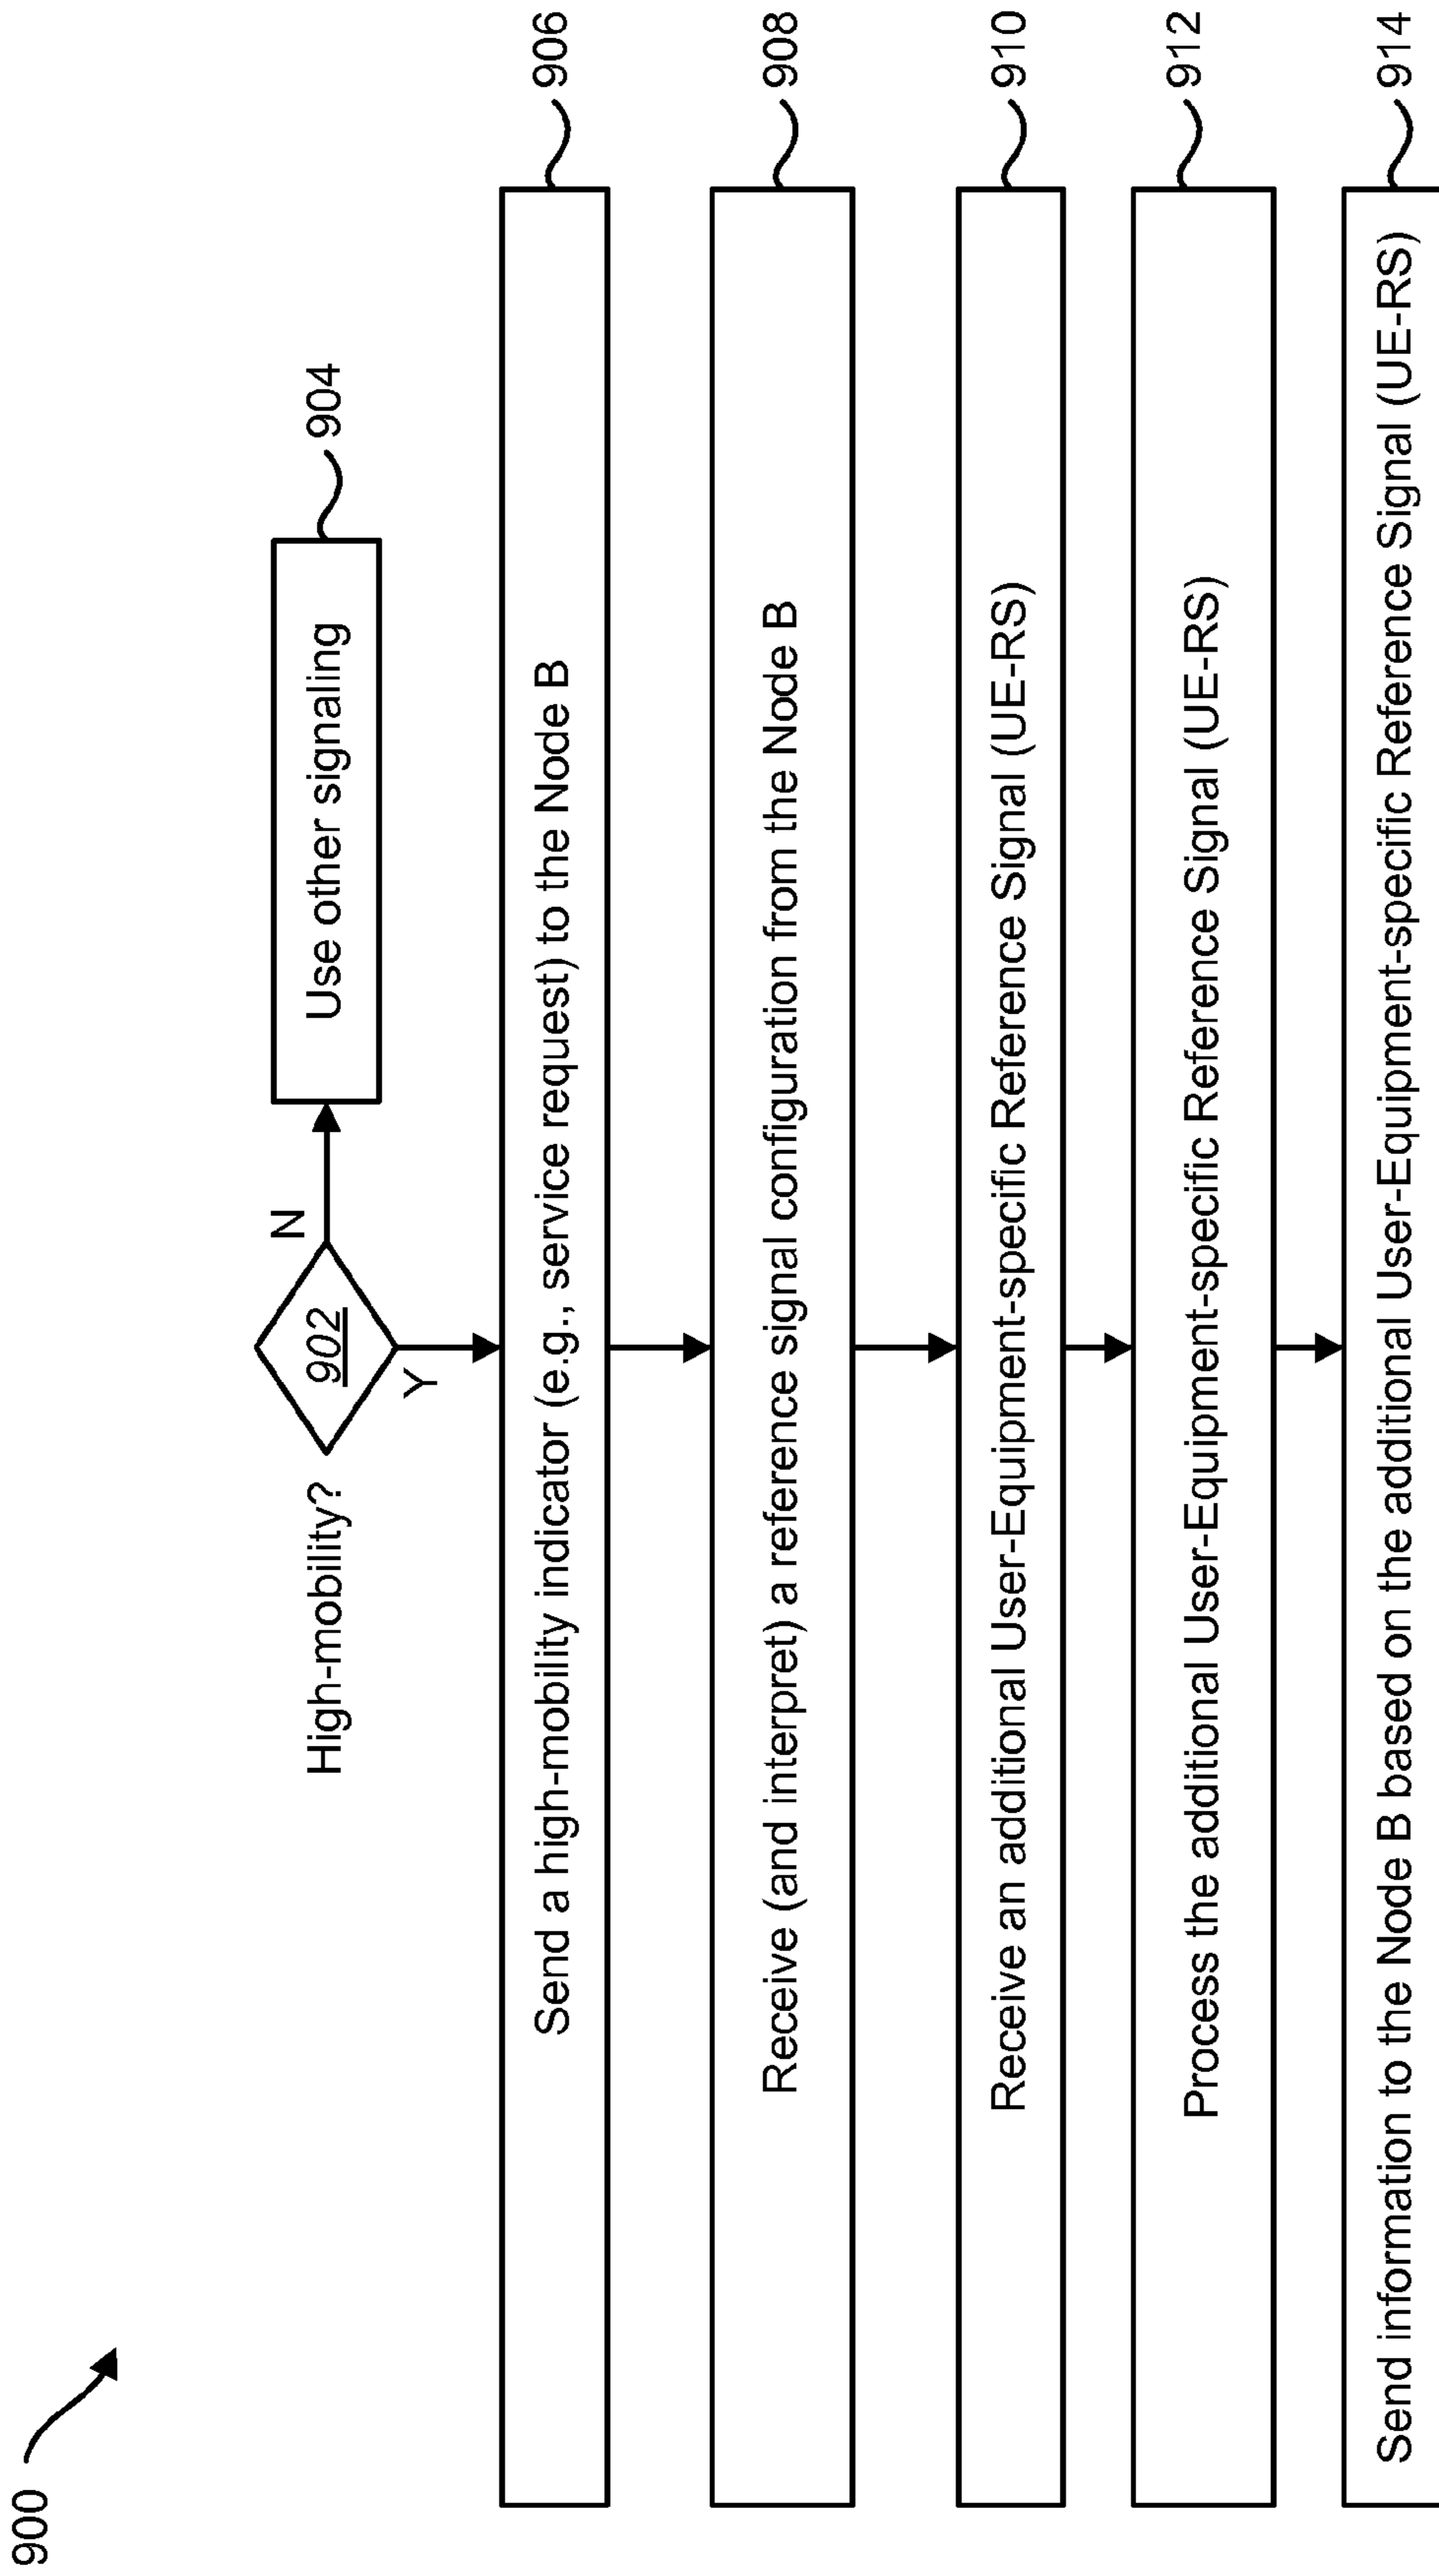 900
High-mobility?
902
N
Use other signaling
904
Y
Send a high-mobility indicator (e.g., service request) to the Node B
906
Receive (and interpret) a reference signal configuration from the Node B
908
Receive an additional User-Equipment-specific Reference Signal (UE-RS)
910
Process the additional User-Equipment-specific Reference Signal (UE-RS)
912
Send information to the Node B based on the additional User-Equipment-specific Reference Signal (UE-RS)
914